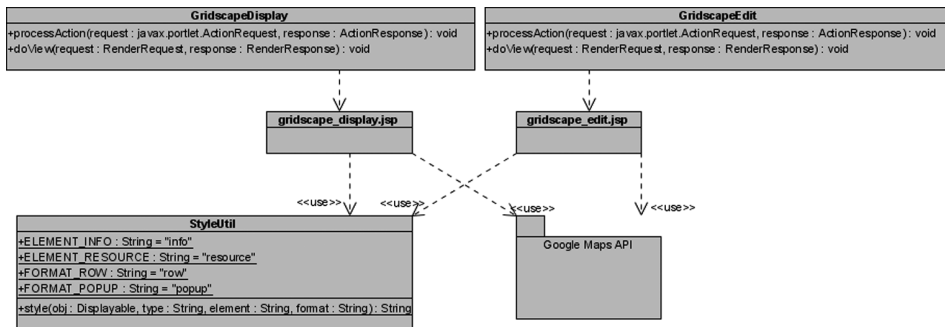 GridscapeDisplay
+processAction(request : javax.portlet.ActionRequest, response : ActionResponse) : void
+doView(request : RenderRequest, response : RenderResponse) : void
GridscapeEdit
+processAction(request : javax.portlet.ActionRequest, response : ActionResponse) : void
+doView(request : RenderRequest, response : RenderResponse) : void
gridscape_display.jsp
gridscape_edit.jsp
<<use>>
<<use>>
<<use>>
<<use>>
StyleUtil
+ELEMENT_INFO : String = "info"
+ELEMENT_RESOURCE : String = "resource"
+FORMAT_ROW : String = "row"
+FORMAT_POPUP : String = "popup"
+style(obj : Displayable, type : String, element : String, format : String) : String
Google Maps API